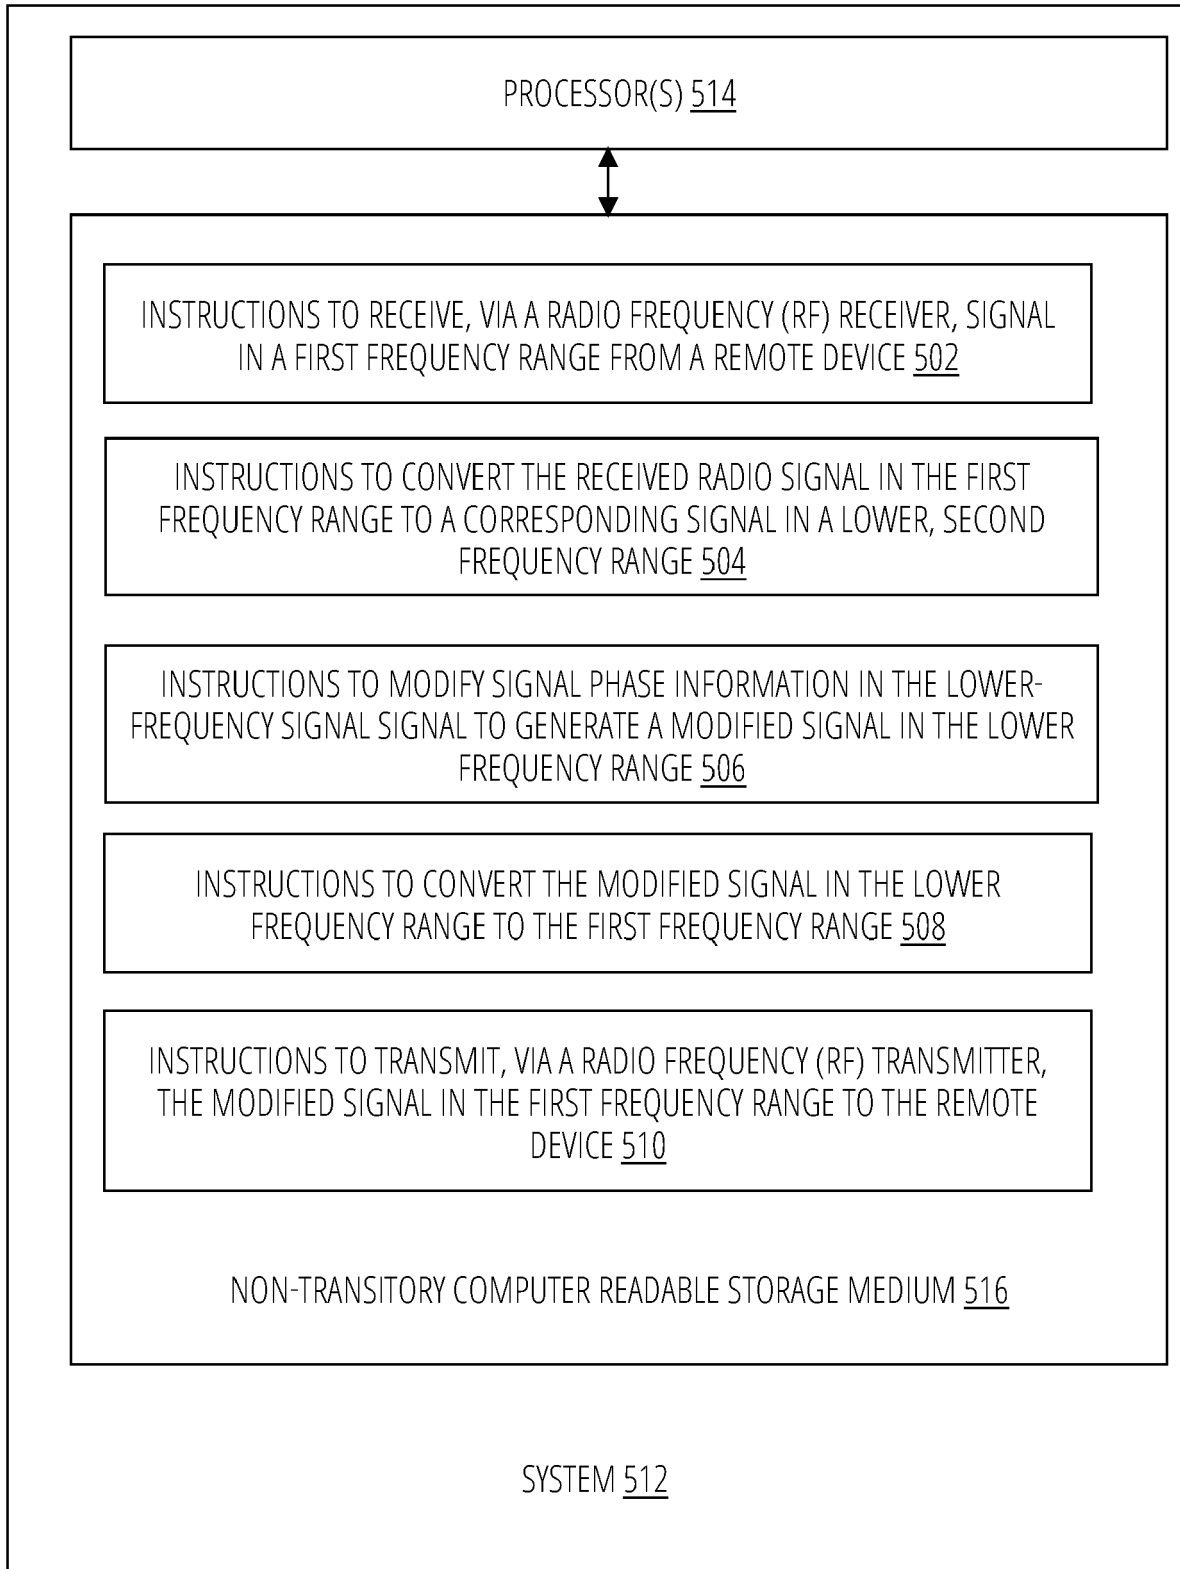 PROCESSOR(S) 514
INSTRUCTIONS TO RECEIVE, VIA A RADIO FREQUENCY (RF) RECEIVER, SIGNAL
IN A FIRST FREQUENCY RANGE FROM A REMOTE DEVICE 502
INSTRUCTIONS TO CONVERT THE RECEIVED RADIO SIGNAL IN THE FIRST
FREQUENCY RANGE TO A CORRESPONDING SIGNAL IN A LOWER, SECOND
FREQUENCY RANGE 504
INSTRUCTIONS TO MODIFY SIGNAL PHASE INFORMATION IN THE LOWER-
FREQUENCY SIGNAL SIGNAL TO GENERATE A MODIFIED SIGNAL IN THE LOWER
FREQUENCY RANGE 506
INSTRUCTIONS TO CONVERT THE MODIFIED SIGNAL IN THE LOWER
FREQUENCY RANGE TO THE FIRST FREQUENCY RANGE 508
INSTRUCTIONS TO TRANSMIT, VIA A RADIO FREQUENCY (RF) TRANSMITTER,
THE MODIFIED SIGNAL IN THE FIRST FREQUENCY RANGE TO THE REMOTE
DEVICE 510
NON-TRANSITORY COMPUTER READABLE STORAGE MEDIUM 516
SYSTEM 512